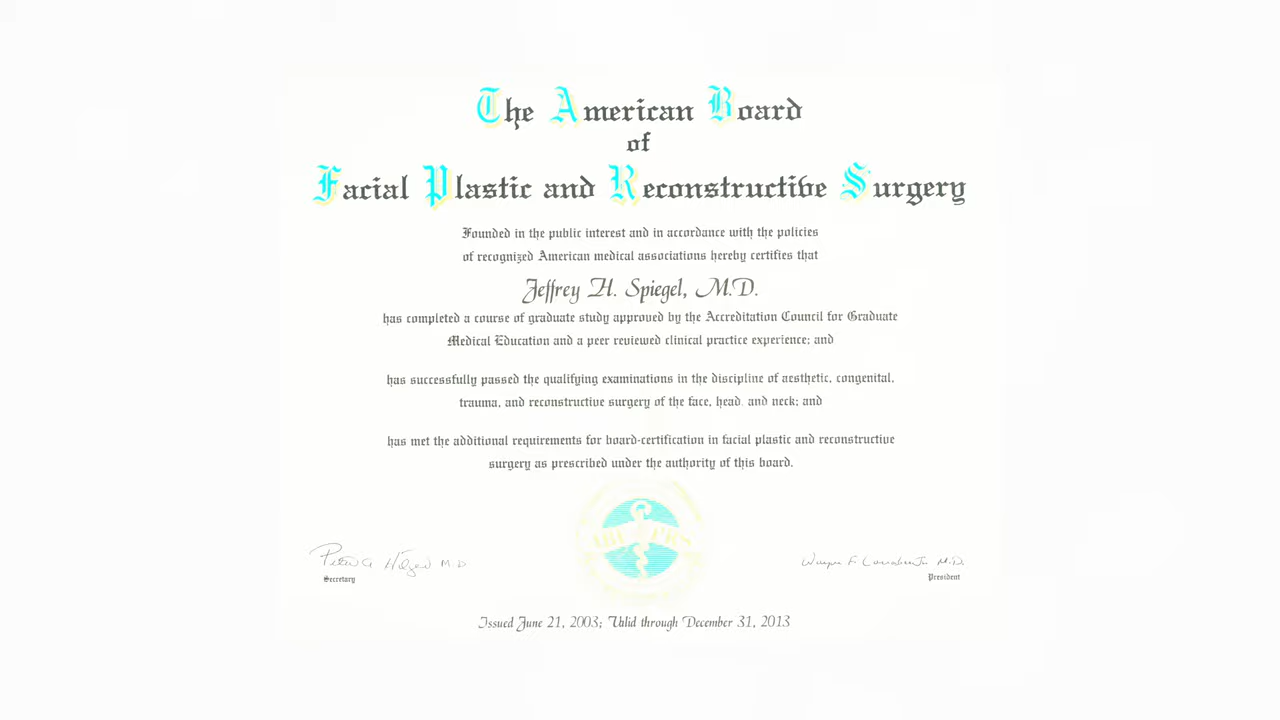 The American Board
of
Facial Plastic and Reconstructive Surgery
Founded in the public interest and in accordance with the policies
of recognized American medical associations hereby certifies that
Jeffrey H. Spiegel, M.D.
has completed a course of graduate study approved by the Accreditation Council for Graduate
Medical Education and a peer reviewed clinical practice experience; and
has successfully passed the qualifying examinations in the discipline of aesthetic, congenital,
trauma, and reconstructive surgery of the face, head, and neck; and
has met the additional requirements for board-certification in facial plastic and reconstructive
surgery as prescribed under the authority of this board.
M.D.
M.D.
Secretary
President
Issued June 21, 2003; Valid through December 31, 2013